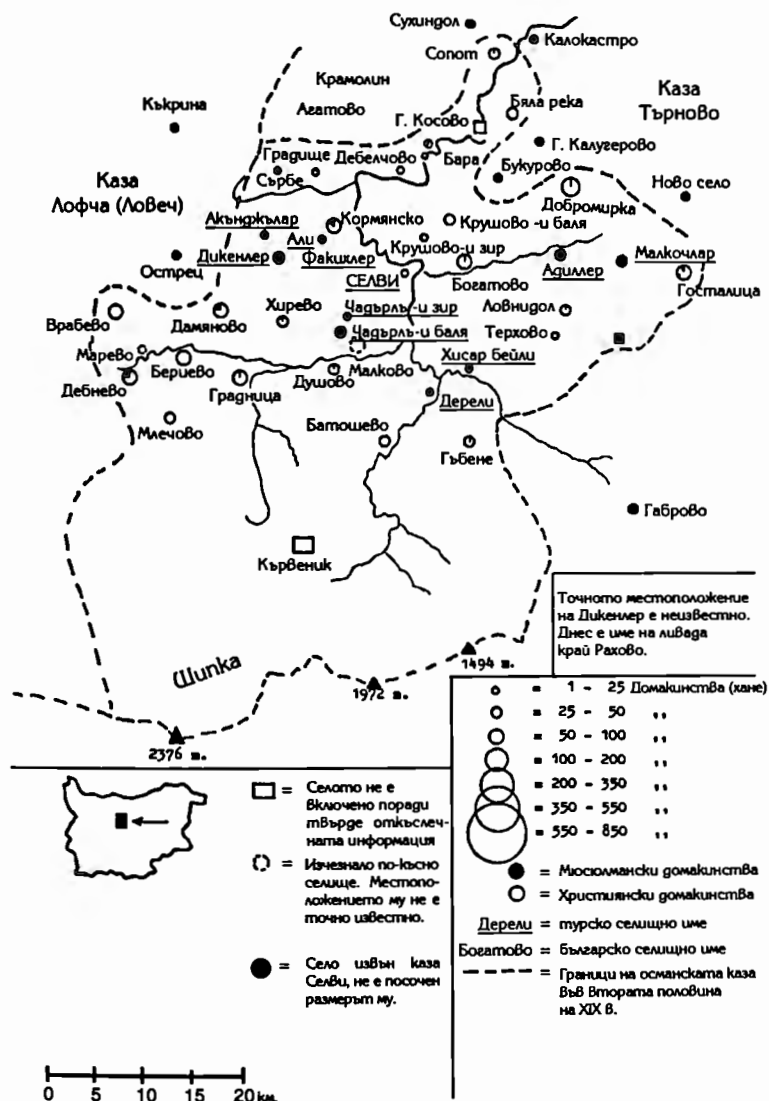 Сухиндол
Калокастро
Сопот
Крамолин
Агатово
Каза
Търново
Къкрина
Г. Косово
Бяла река
Г. Калугерово
Градище
Дебелчово
Бара
Сърбе
Букурово
Каза
Лофча (Ловеч)
Ново село
Добромирка
Акънджълар
Кормянско
Крушово -и баля
Али
Факихлер
Крушово-и зир
Дикенлер
Острец
Адиллер
Малкочлар
СЕЛВИ
Богатово
Госталица
Врабево
Дамяново
Хирево
Чадърлъ-и зир
Ловнидол
Чадърлъ-и баля
Терхово
Марево
Бериево
Хисар бейли
Дебнево
Градница
Душово
Малково
Дерели
Млечово
Батошево
Гъбене
Габрово
Кървеник
Точното местоположение
на Дикенлер е неизвестно.
Днес е име на ливада
край Рахово.
Шипка
1494 m.
1972 m.
2376 m.
= 1 - 25 Домакинства (хане)
= 25 - 50 ,,
= 50 - 100 ,,
= 100 - 200 ,,
= 200 - 350 ,,
= 350 - 550 ,,
= 550 - 850 ,,
= Мюсюлмански домакинства
= Християнски домакинства
Дерели = турско селищно име
Богатово = българско селищно име
= Граници на османската каза
във втората половина
на XIX в.
= Селото не е
включено поради
твърде откъслеч-
ната информация
= Изчезнало по-късно
селище. Местопо-
ложението му не е
точно известно.
= Село извън каза
Селви, не е посочен
размерът му.
0 5 10 15 20 км.